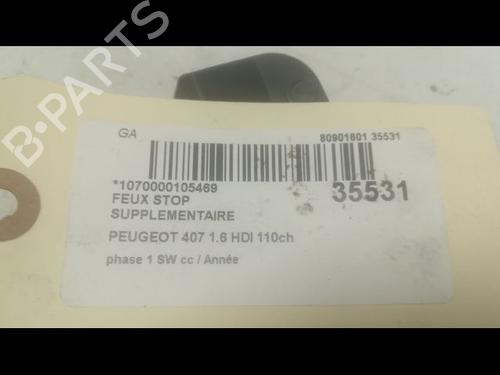 B-PARTS
GA
80901601 35531
*1070000105469
35531
FEUX STOP
SUPPLEMENTAIRE
PEUGEOT 407 1.6 HDI 110ch
phase 1 SW cc / Année